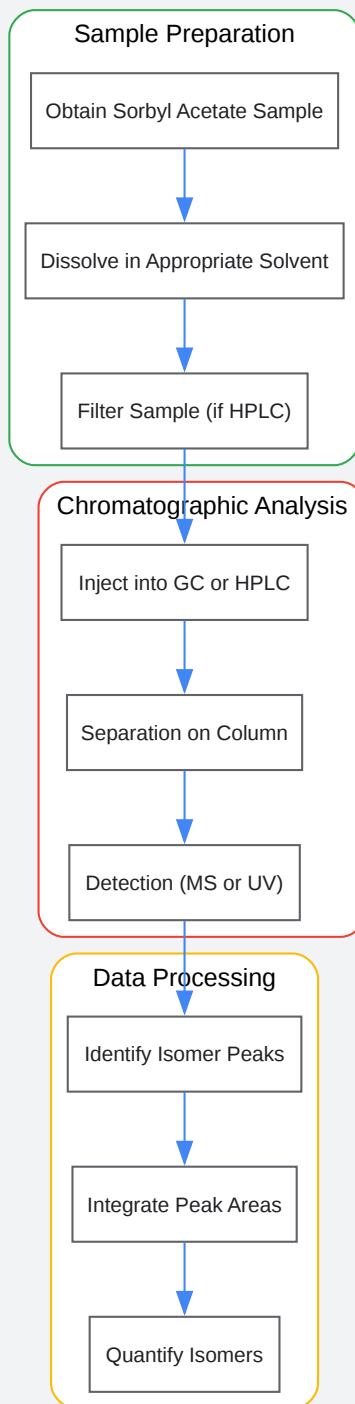 Sample Preparation
Obtain Sorbyl Acetate Sample
Dissolve in Appropriate Solvent
Filter Sample (if HPLC)
Chromatographic Analysis
Inject into GC or HPLC
Separation on Column
Detection (MS or UV)
Data Processing
Identify Isomer Peaks
Integrate Peak Areas
Quantify Isomers